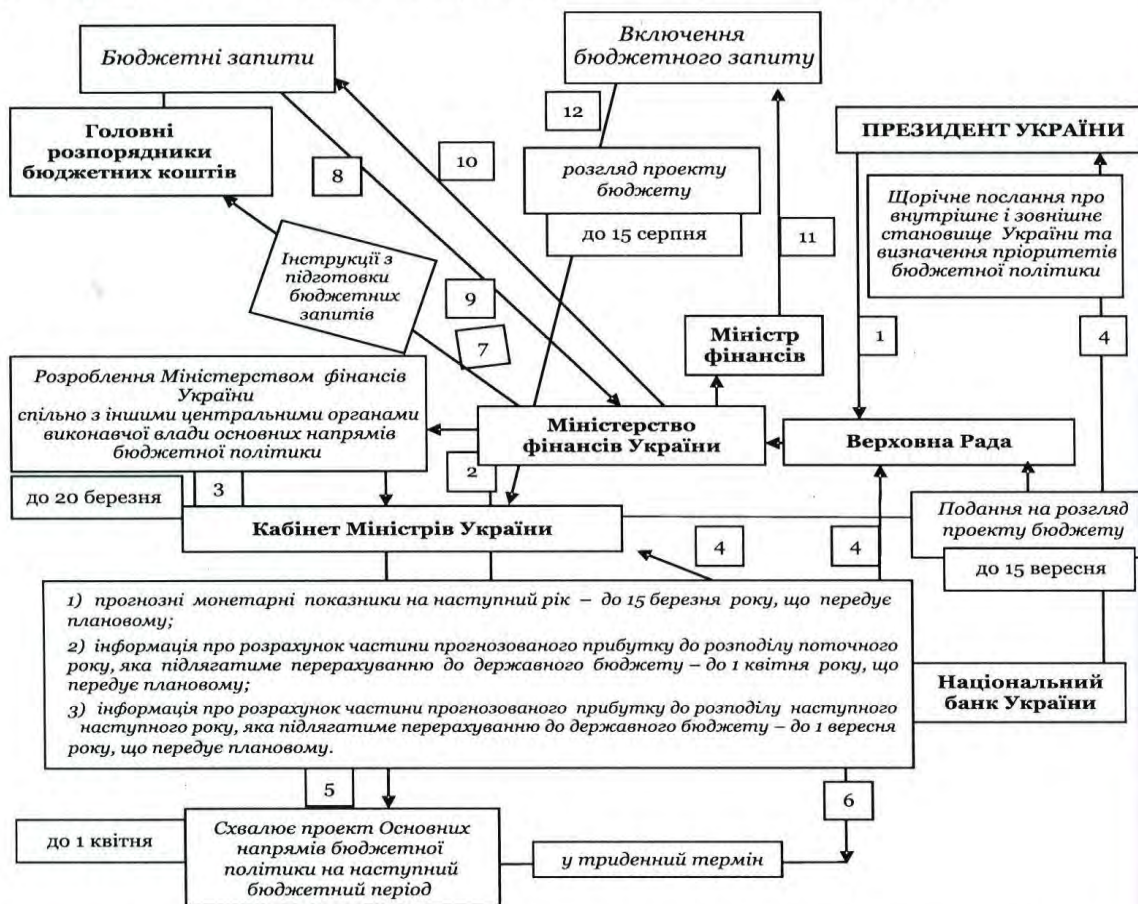 Бюджетні запити
Включення
бюджетного запиту
12
Головні
розпорядники
бюджетних коштів
ПРЕЗИДЕНТ УКРАЇНИ
8
10
розгляд проекту
бюджету
до 15 серпня
11
Щорічне послання про
внутрішнє і зовнішнє
становище України та
визначення пріоритетів
бюджетної політики
Інструкції з
підготовки
бюджетних
запитів
9
7
Міністр
фінансів
1
4
Розроблення Міністерством фінансів
України
спільно з іншими центральними органами
виконавчої влади основних напрямів
бюджетної політики
Міністерство
фінансів України
Верховна Рада
до 20 березня
3
2
Кабінет Міністрів України
4
4
Подання на розгляд
проекту бюджету
до 15 вересня
1) прогнозні монетарні показники на наступний рік – до 15 березня року, що передує
плановому;
2) інформація про розрахунок частини прогнозованого прибутку до розподілу поточного
року, яка підлягатиме перерахуванню до державного бюджету – до 1 квітня року, що
передує плановому;
3) інформація про розрахунок частини прогнозованого прибутку до розподілу наступного
наступного року, яка підлягатиме перерахуванню до державного бюджету – до 1 вересня
року, що передує плановому.
Національний
банк України
5
6
до 1 квітня
Схвалює проект Основних
напрямів бюджетної
політики на наступний
бюджетний період
у триденний термін